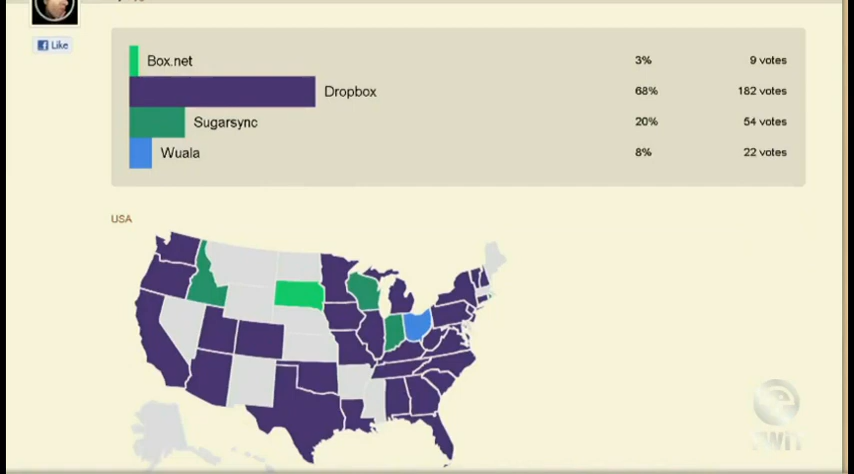 Like
Box.net 3% 9 votes
Dropbox 68% 182 votes
Sugarsync 20% 54 votes
Wuala 8% 22 votes
USA